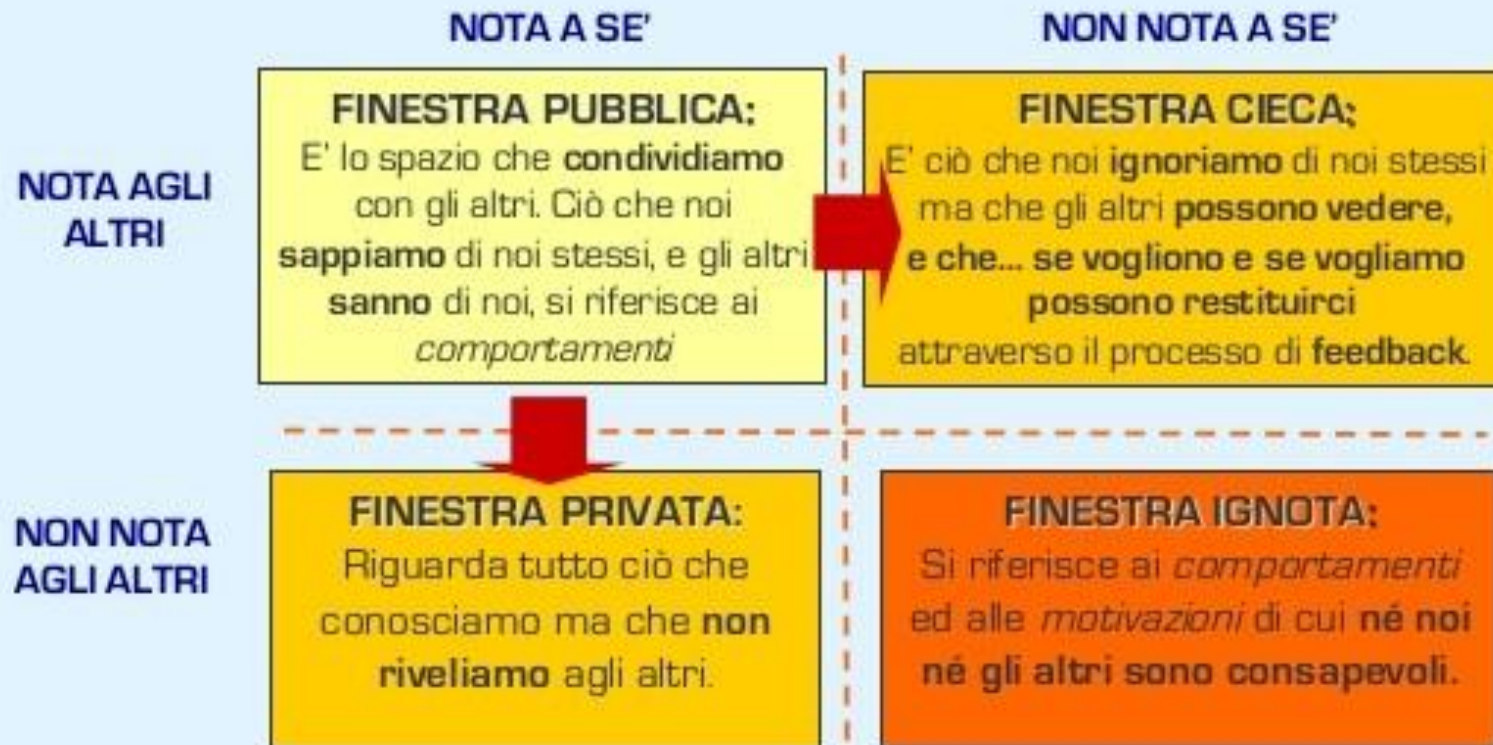 NOTA A SE'
NON NOTA A SE'
NOTA AGLI
ALTRI
FINESTRA PUBBLICA:
E' lo spazio che condividiamo
con gli altri. Ciò che noi
sappiamo di noi stessi, e gli altri
sanno di noi, si riferisce ai
comportamenti
FINESTRA CIECA:
E' ciò che noi ignoriamo di noi stessi
ma che gli altri possono vedere,
e che... se vogliono e se vogliamo
possono restituirci
attraverso il processo di feedback.
NON NOTA
AGLI ALTRI
FINESTRA PRIVATA:
Riguarda tutto ciò che
conosciamo ma che non
riveliamo agli altri.
FINESTRA IGNOTA:
Si riferisce ai comportamenti
ed alle motivazioni di cui né noi
né gli altri sono consapevoli.